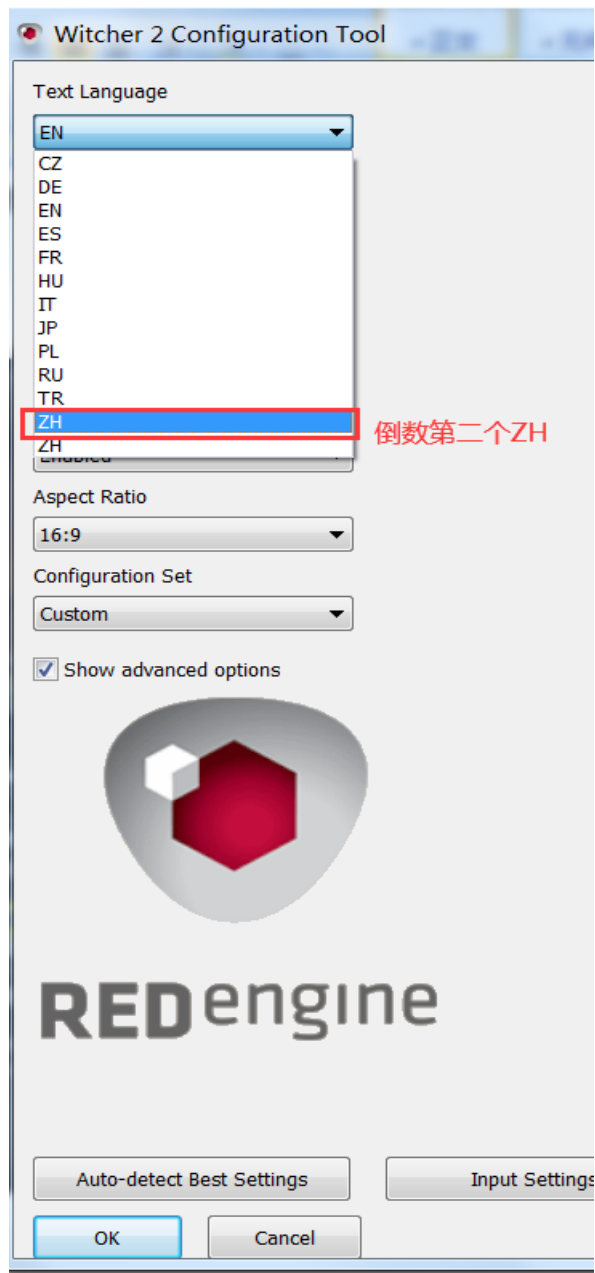 Witcher 2 Configuration Tool
Text Language
EN
CZ
DE
EN
ES
FR
HU
IT
JP
PL
RU
TR
ZH
倒数第二个ZH
ZH
Enabled
Aspect Ratio
16:9
Configuration Set
Custom
Show advanced options
REDengine
Auto-detect Best Settings
Input Settings
OK
Cancel